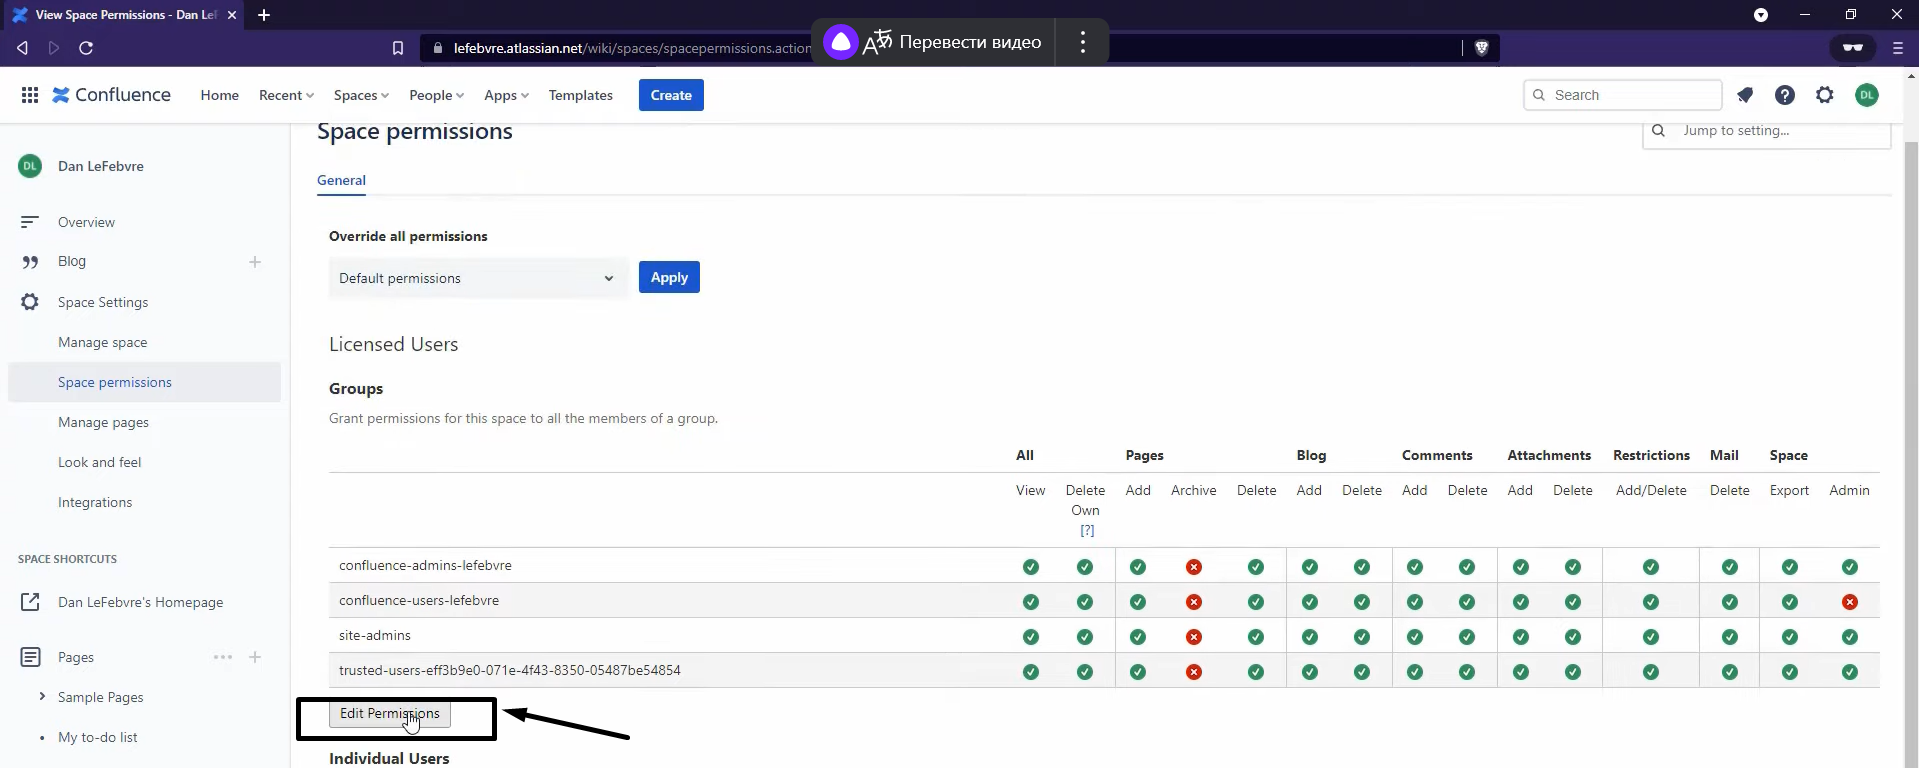 View Space Permissions - Dan Le
lefebvre.atlassian.net/wiki/spaces/spacepermissions.action
Перевести видео
Confluence
Home
Recent
Spaces
People
Apps
Templates
Create
Search
DL
DL
Dan LeFebvre
Overview
Blog
Space Settings
Manage space
Space permissions
Manage pages
Look and feel
Integrations
SPACE SHORTCUTS
Dan LeFebvre's Homepage
Pages
Sample Pages
My to-do list
Space permissions
Jump to setting...
General
Override all permissions
Default permissions
Apply
Licensed Users
Groups
Grant permissions for this space to all the members of a group.
All Pages Blog Comments Attachments Restrictions Mail Space
View Delete Own [?] Add Archive Delete Add Delete Add Delete Add Delete Add/Delete Delete Export Admin
confluence-admins-lefebvre
confluence-users-lefebvre
site-admins
trusted-users-eff3b9e0-071e-4f43-8350-05487be54854
Edit Permissions
Individual Users